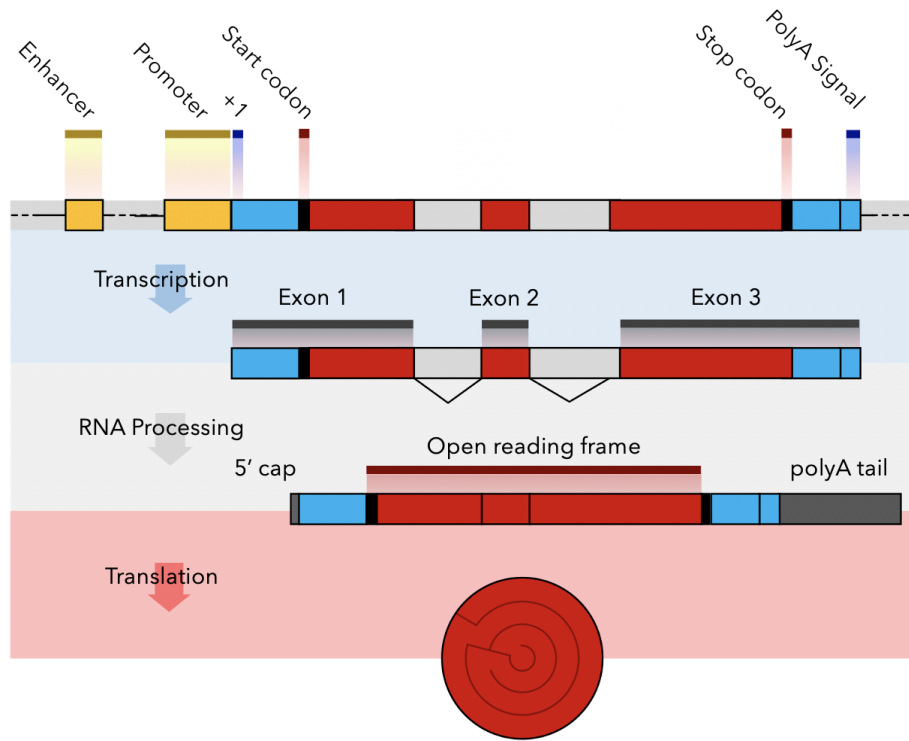 Enhancer
Promoter
+1
Start codon
Stop codon
PolyA Signal
Transcription
Exon 1
Exon 2
Exon 3
RNA Processing
5’ cap
Open reading frame
polyA tail
Translation